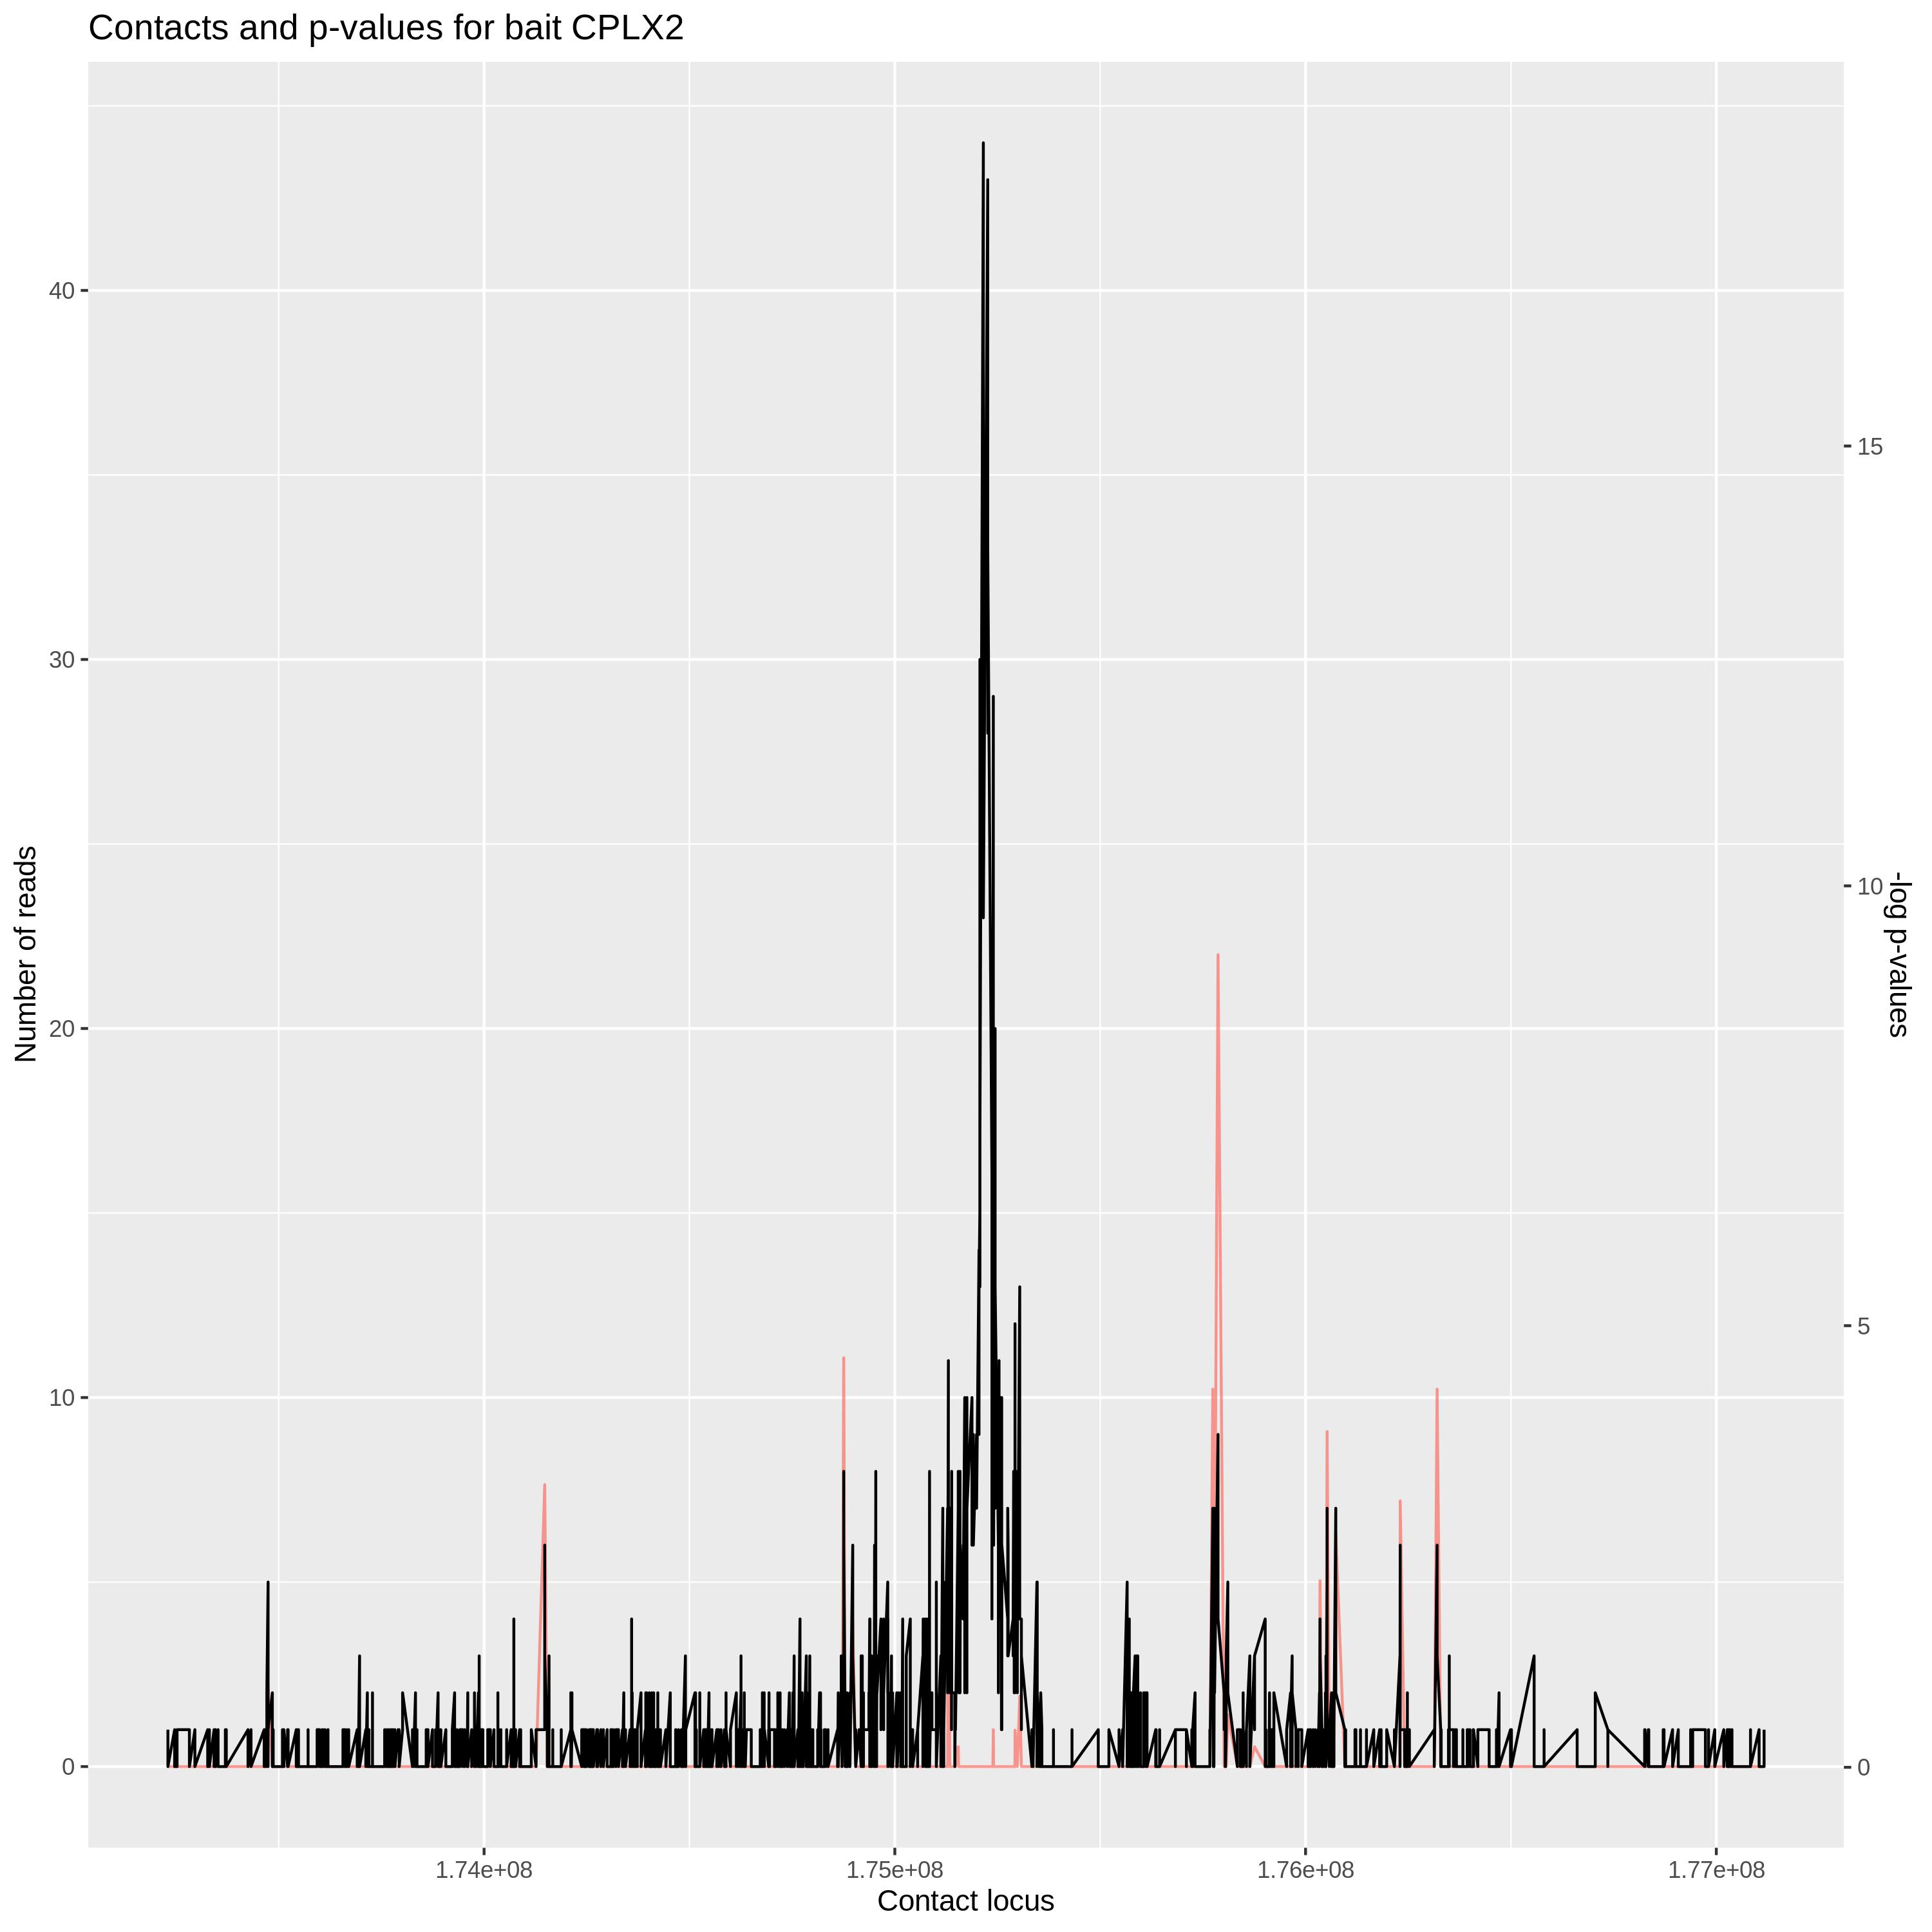 Contacts and p-values for bait CPLX2
Number of reads
40
30
20
10
0
15
10
5
0
-log p-values
1.74e+08 1.75e+08 1.76e+08 1.77e+08
Contact locus